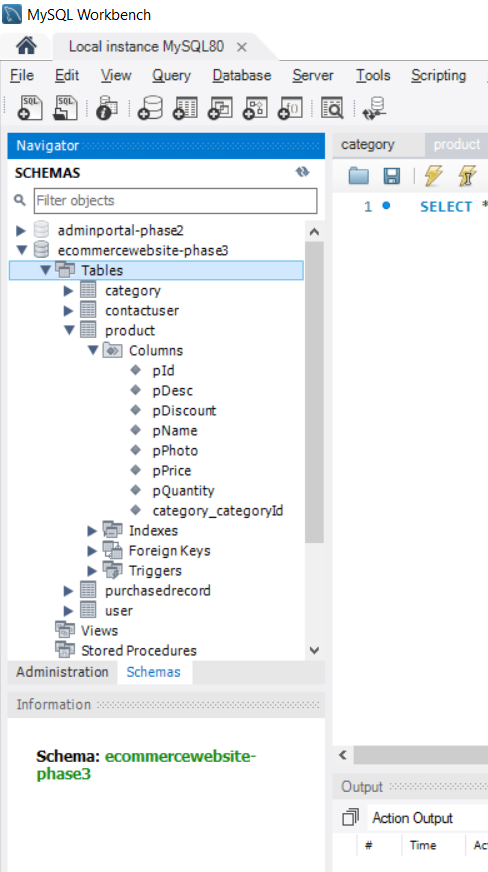 MySQL Workbench
Local instance MySQL80
File Edit View Query Database Server Tools Scripting
Navigator
SCHEMAS
Filter objects
adminportal-phase2
ecommercewebsite-phase3
Tables
category
contactuser
product
Columns
pId
pDesc
pDiscount
pName
pPhoto
pPrice
pQuantity
category_categoryId
Indexes
Foreign Keys
Triggers
purchasedrecord
user
Views
Stored Procedures
Administration Schemas
Information
Schema: ecommercewebsite-
phase3
category product
1 SELECT *
Output
Action Output
# Time Ac